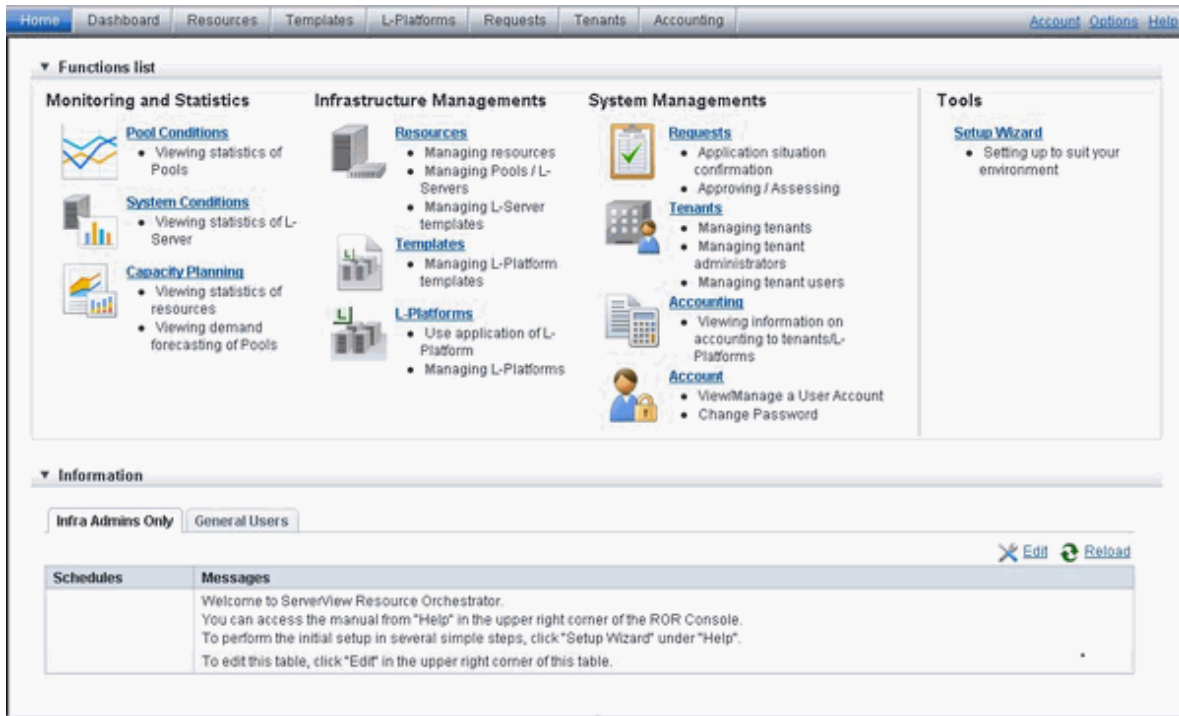 Home Dashboard Resources Templates L-Platforms Requests Tenants Accounting Account Options Help
Functions list
Monitoring and Statistics
Pool Conditions
Viewing statistics of
Pools
System Conditions
Viewing statistics of L-
Server
Capacity Planning
Viewing statistics of
resources
Viewing demand
forecasting of Pools
Infrastructure Managements
Resources
Managing resources
Managing Pools / L-
Servers
Managing L-Server
templates
Templates
Managing L-Platform
templates
L-Platforms
Use application of L-
Platform
Managing L-Platforms
System Managements
Requests
Application situation
confirmation
Approving / Assessing
Tenants
Managing tenants
Managing tenant
administrators
Managing tenant users
Accounting
Viewing information on
accounting to tenants/L-
Platforms
Account
View/Manage a User Account
Change Password
Tools
Setup Wizard
Setting up to suit your
environment
Information
Infra Admins Only General Users
Edit Reload
Schedules Messages
Welcome to ServerView Resource Orchestrator.
You can access the manual from "Help" in the upper right corner of the ROR Console.
To perform the initial setup in several simple steps, click "Setup Wizard" under "Help".
To edit this table, click "Edit" in the upper right corner of this table.